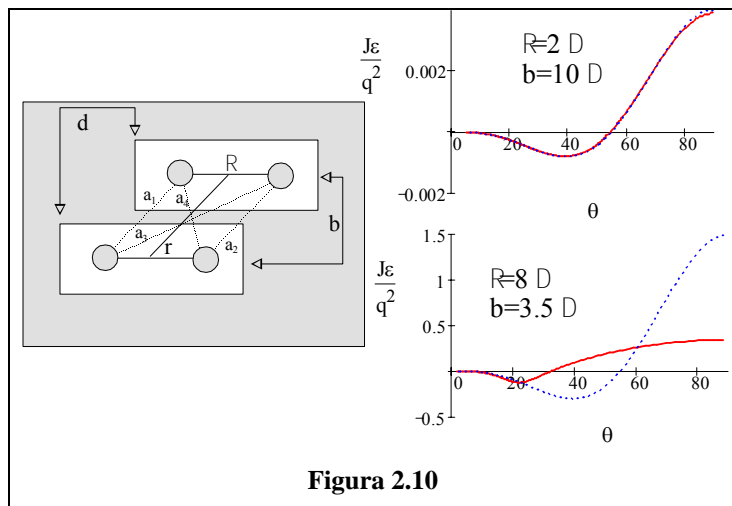 d
R
a1
a4
a3
r
a2
b
Jε
q2
R=2 D
b=10 D
0.002
20 40 60 80
−0.002
θ
Jε
q2
R=8 D
b=3.5 D
1.5
1
0.5
0 20 40 60 80
−0.5
θ
Figura 2.10